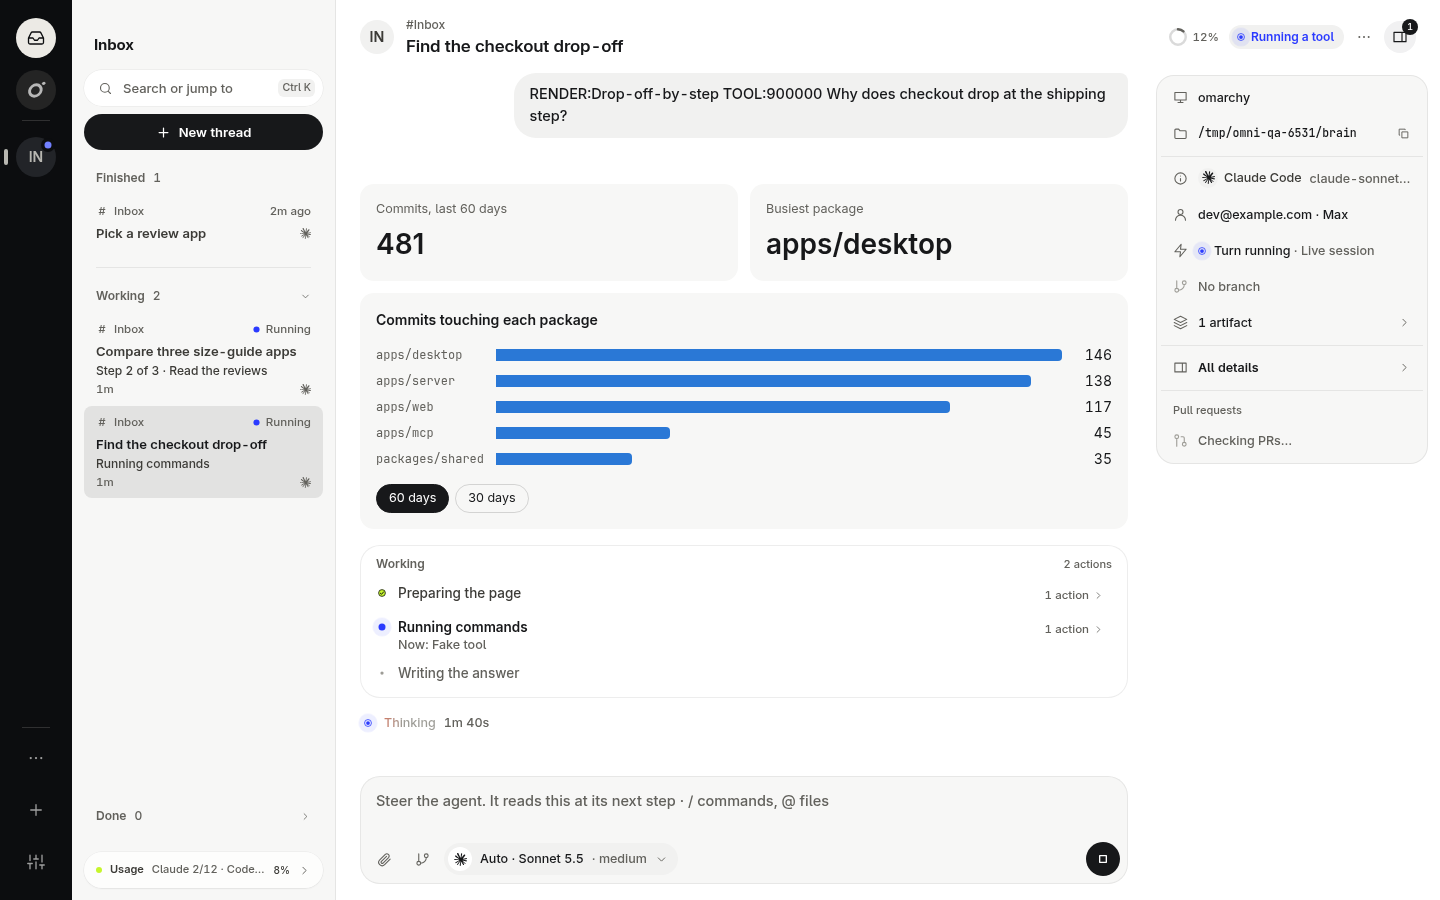 IN
Inbox
Search or jump to
Ctrl K
New thread
Finished 1
# Inbox 2m ago
Pick a review app
Working 2
# Inbox Running
Compare three size-guide apps
Step 2 of 3 · Read the reviews
1m
# Inbox Running
Find the checkout drop-off
Running commands
1m
Done 0
Usage Claude 2/12 · Code... 8%
IN
#Inbox
Find the checkout drop-off
RENDER:Drop-off-by-step TOOL:900000 Why does checkout drop at the shipping
step?
Commits, last 60 days
481
Busiest package
apps/desktop
Commits touching each package
apps/desktop 146
apps/server 138
apps/web 117
apps/mcp 45
packages/shared 35
60 days 30 days
Working 2 actions
Preparing the page 1 action
Running commands 1 action
Now: Fake tool
Writing the answer
Thinking 1m 40s
Steer the agent. It reads this at its next step · / commands, @ files
Auto · Sonnet 5.5 · medium
12% Running a tool 1
omarchy
/tmp/omni-qa-6531/brain
Claude Code claude-sonnet...
dev@example.com · Max
Turn running · Live session
No branch
1 artifact
All details
Pull requests
Checking PRs...